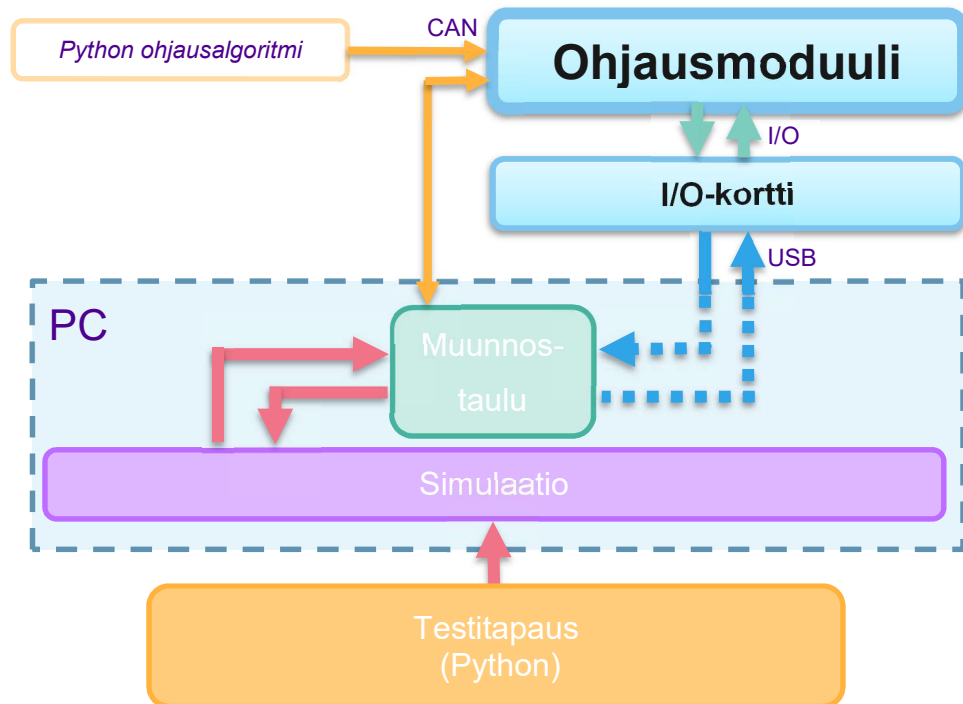 CAN
Python ohjausalgoritmi
Ohjausmoduuli
I/O
I/O-kortti
USB
PC
Muunnos-
taulu
Simulaatio
Testitapaus
(Python)